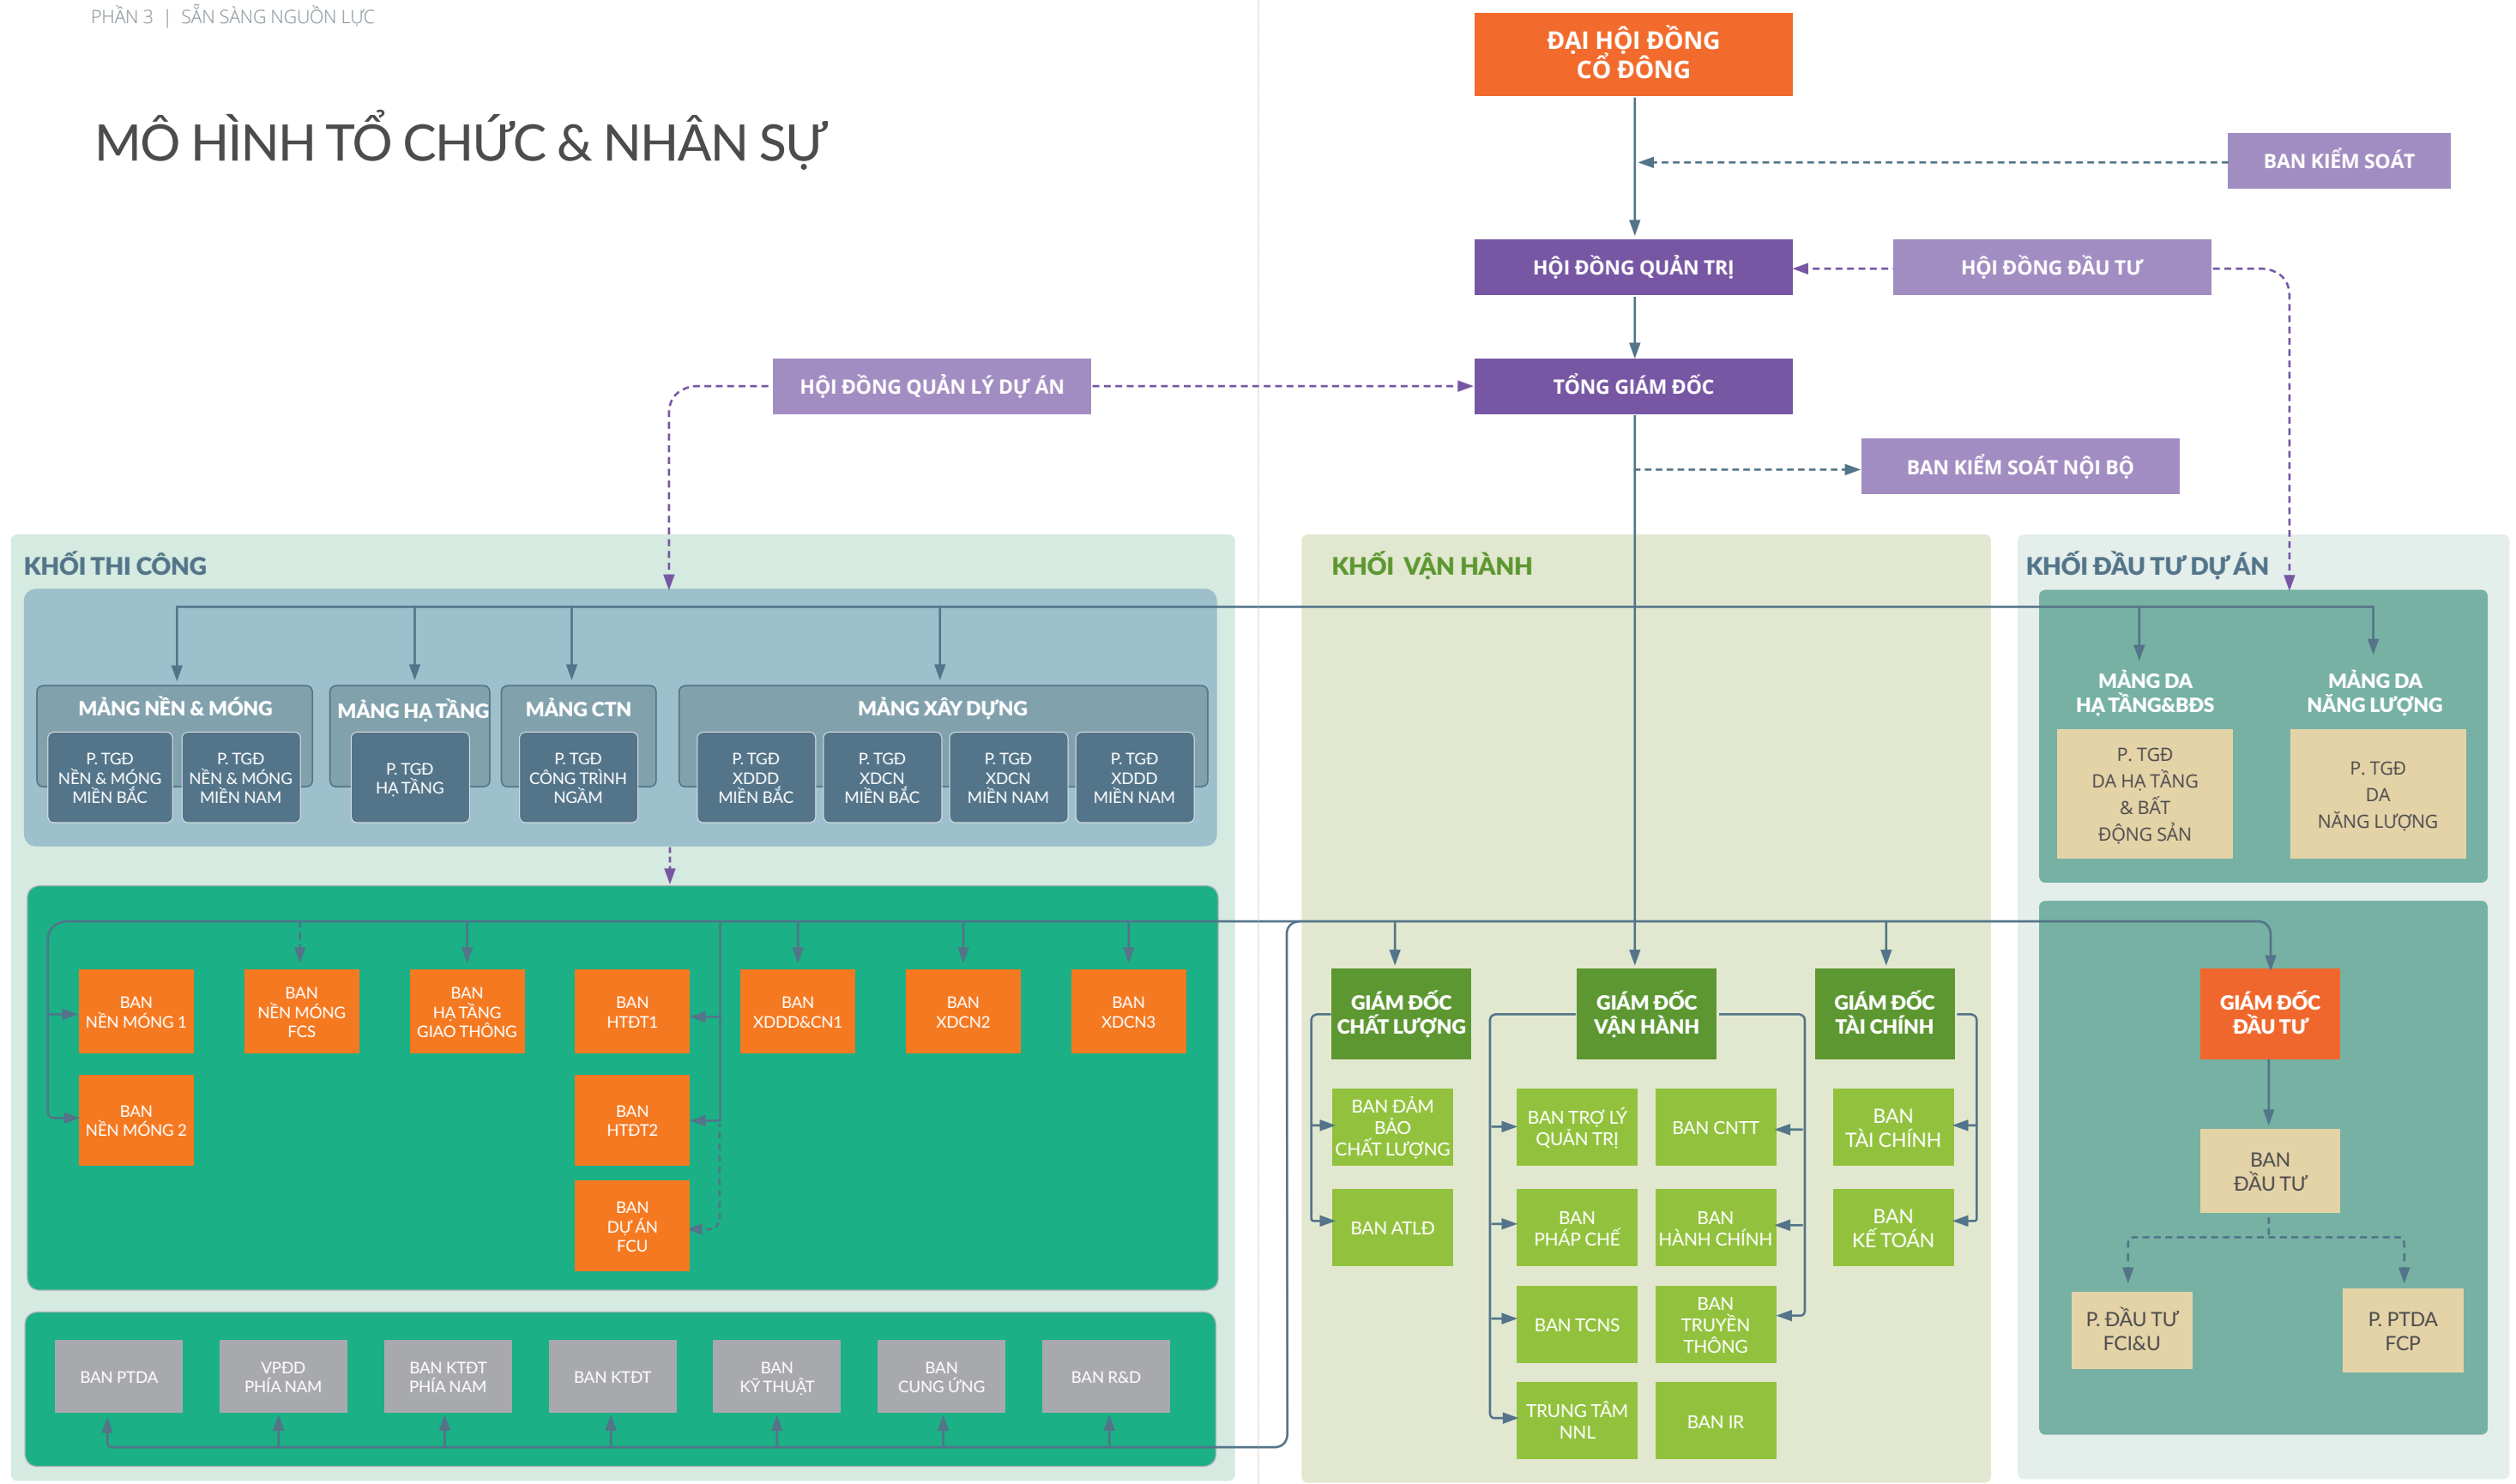 PHẦN 3 | SẴN SÀNG NGUỒN LỰC
MÔ HÌNH TỔ CHỨC & NHÂN SỰ
ĐẠI HỘI ĐỒNG
CỔ ĐÔNG
BAN KIỂM SOÁT
HỘI ĐỒNG QUẢN TRỊ
HỘI ĐỒNG ĐẦU TƯ
HỘI ĐỒNG QUẢN LÝ DỰ ÁN
TỔNG GIÁM ĐỐC
BAN KIỂM SOÁT NỘI BỘ
KHỐI THI CÔNG
MẢNG NỀN & MÓNG
P. TGĐ
NỀN & MÓNG
MIỀN BẮC
P. TGĐ
NỀN & MÓNG
MIỀN NAM
MẢNG HẠ TẦNG
P. TGĐ
HẠ TẦNG
MẢNG CTN
P. TGĐ
CÔNG TRÌNH
NGẦM
MẢNG XÂY DỰNG
P. TGĐ
XDDD
MIỀN BẮC
P. TGĐ
XDCN
MIỀN BẮC
P. TGĐ
XDCN
MIỀN NAM
P. TGĐ
XDDD
MIỀN NAM
BAN
NỀN MÓNG 1
BAN
NỀN MÓNG
FCS
BAN
HẠ TẦNG
GIAO THÔNG
BAN
HTĐT1
BAN
XDDD&CN1
BAN
XDCN2
BAN
XDCN3
BAN
NỀN MÓNG 2
BAN
HTĐT2
BAN
DỰ ÁN
FCU
BAN PTDA
VPĐD
PHÍA NAM
BAN KTĐT
PHÍA NAM
BAN KTĐT
BAN
KỸ THUẬT
BAN
CUNG ỨNG
BAN R&D
KHỐI VẬN HÀNH
GIÁM ĐỐC
CHẤT LƯỢNG
GIÁM ĐỐC
VẬN HÀNH
GIÁM ĐỐC
TÀI CHÍNH
BAN ĐẢM
BẢO
CHẤT LƯỢNG
BAN TRỢ LÝ
QUẢN TRỊ
BAN CNTT
BAN
TÀI CHÍNH
BAN ATLĐ
BAN
PHÁP CHẾ
BAN
HÀNH CHÍNH
BAN
KẾ TOÁN
BAN TCNS
BAN
TRUYỀN
THÔNG
TRUNG TÂM
NNL
BAN IR
KHỐI ĐẦU TƯ DỰ ÁN
MẢNG DA
HẠ TẦNG&BĐS
MẢNG DA
NĂNG LƯỢNG
P. TGĐ
DA HẠ TẦNG
& BẤT
ĐỘNG SẢN
P. TGĐ
DA
NĂNG LƯỢNG
GIÁM ĐỐC
ĐẦU TƯ
BAN
ĐẦU TƯ
P. ĐẦU TƯ
FCI&U
P. PTDA
FCP